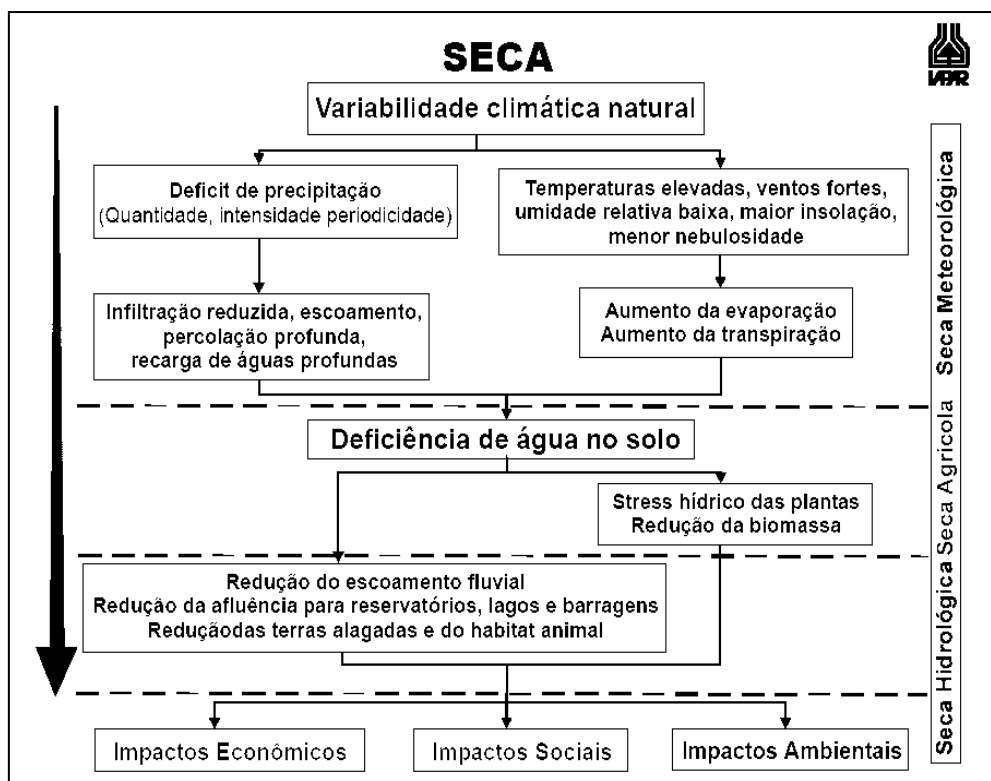 SECA
IAPAR
Variabilidade climática natural
Deficit de precipitação
(Quantidade, intensidade periodicidade)
Temperaturas elevadas, ventos fortes,
umidade relativa baixa, maior insolação,
menor nebulosidade
Infiltração reduzida, escoamento,
percolação profunda,
recarga de águas profundas
Aumento da evaporação
Aumento da transpiração
Deficiência de água no solo
Stress hídrico das plantas
Redução da biomassa
Redução do escoamento fluvial
Redução da afluência para reservatórios, lagos e barragens
Reduçãodas terras alagadas e do habitat animal
Impactos Econômicos
Impactos Sociais
Impactos Ambientais
Seca Hidrológica Seca Agrícola Seca Meteorológica